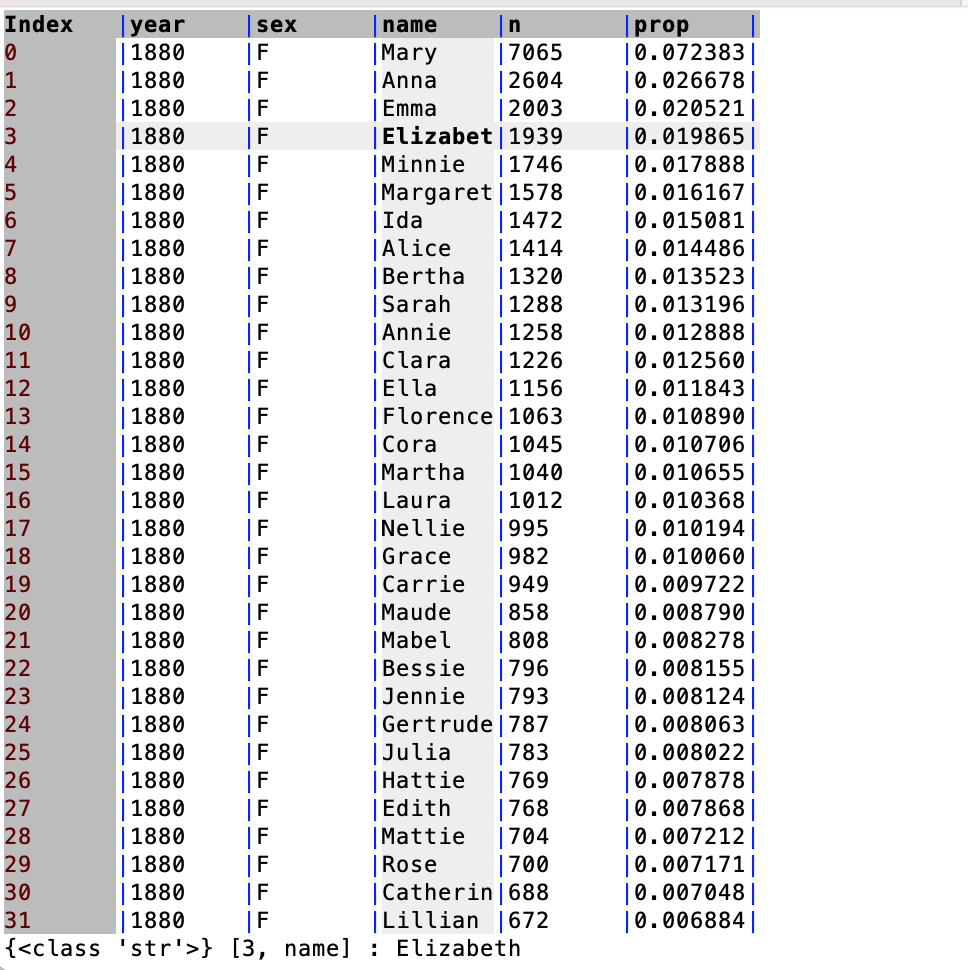 Index |year |sex |name |n |prop |
0 |1880 |F |Mary |7065 |0.072383|
1 |1880 |F |Anna |2604 |0.026678|
2 |1880 |F |Emma |2003 |0.020521|
3 |1880 |F |Elizabet|1939 |0.019865|
4 |1880 |F |Minnie |1746 |0.017888|
5 |1880 |F |Margaret|1578 |0.016167|
6 |1880 |F |Ida |1472 |0.015081|
7 |1880 |F |Alice |1414 |0.014486|
8 |1880 |F |Bertha |1320 |0.013523|
9 |1880 |F |Sarah |1288 |0.013196|
10 |1880 |F |Annie |1258 |0.012888|
11 |1880 |F |Clara |1226 |0.012560|
12 |1880 |F |Ella |1156 |0.011843|
13 |1880 |F |Florence|1063 |0.010890|
14 |1880 |F |Cora |1045 |0.010706|
15 |1880 |F |Martha |1040 |0.010655|
16 |1880 |F |Laura |1012 |0.010368|
17 |1880 |F |Nellie |995 |0.010194|
18 |1880 |F |Grace |982 |0.010060|
19 |1880 |F |Carrie |949 |0.009722|
20 |1880 |F |Maude |858 |0.008790|
21 |1880 |F |Mabel |808 |0.008278|
22 |1880 |F |Bessie |796 |0.008155|
23 |1880 |F |Jennie |793 |0.008124|
24 |1880 |F |Gertrude|787 |0.008063|
25 |1880 |F |Julia |783 |0.008022|
26 |1880 |F |Hattie |769 |0.007878|
27 |1880 |F |Edith |768 |0.007868|
28 |1880 |F |Mattie |704 |0.007212|
29 |1880 |F |Rose |700 |0.007171|
30 |1880 |F |Catherin|688 |0.007048|
31 |1880 |F |Lillian |672 |0.006884|
{<class 'str'>} [3, name] : Elizabeth